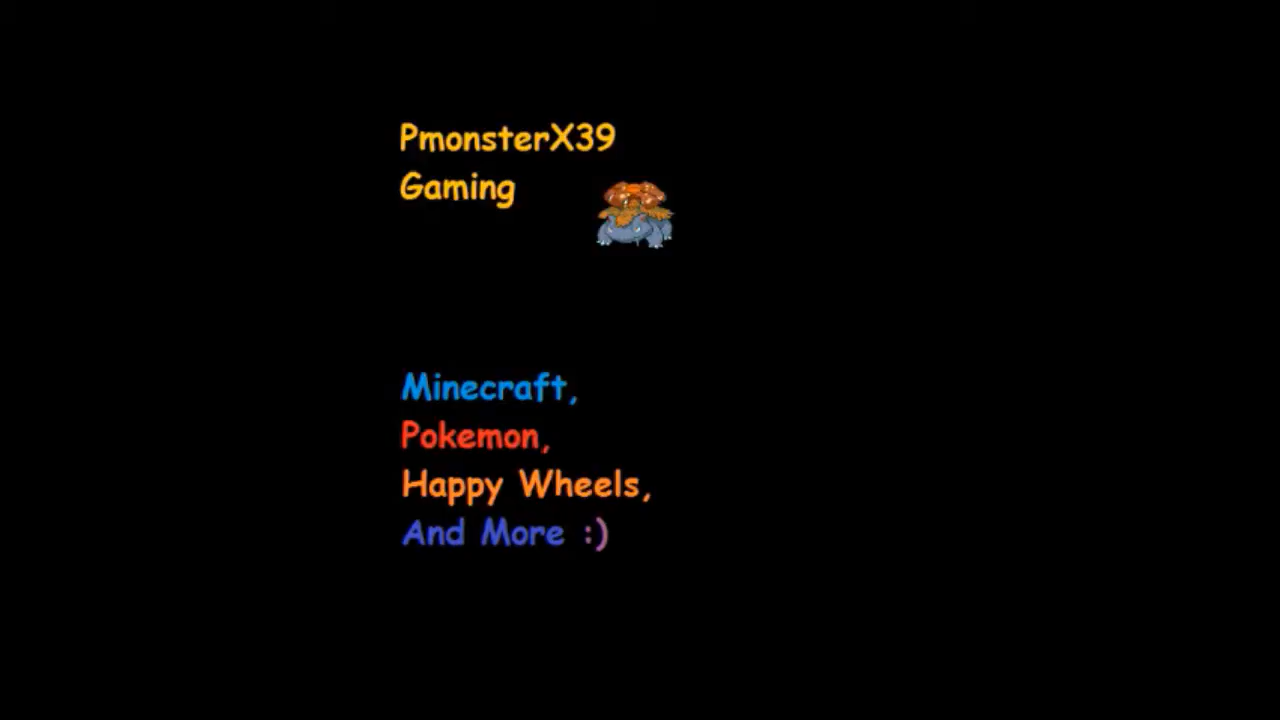 PmonsterX39
Gaming
Minecraft,
Pokemon,
Happy Wheels,
And More :)